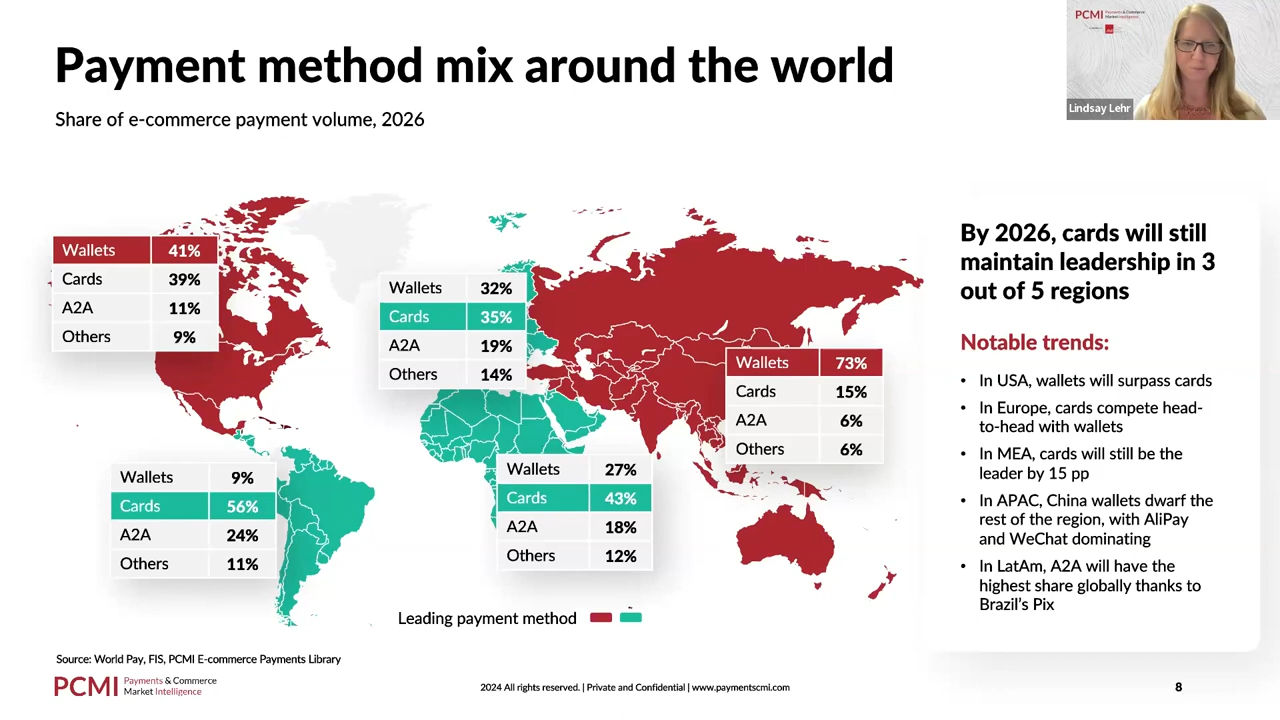 Payment method mix around the world
Share of e-commerce payment volume, 2026
PCMI Payments & Commerce
Market Intelligence
Lindsay Lehr
Wallets 41%
Cards 39%
A2A 11%
Others 9%
Wallets 32%
Cards 35%
A2A 19%
Others 14%
Wallets 73%
Cards 15%
A2A 6%
Others 6%
Wallets 9%
Cards 56%
A2A 24%
Others 11%
Wallets 27%
Cards 43%
A2A 18%
Others 12%
Leading payment method
By 2026, cards will still
maintain leadership in 3
out of 5 regions
Notable trends:
• In USA, wallets will surpass cards
• In Europe, cards compete head-
to-head with wallets
• In MEA, cards will still be the
leader by 15 pp
• In APAC, China wallets dwarf the
rest of the region, with AliPay
and WeChat dominating
• In LatAm, A2A will have the
highest share globally thanks to
Brazil's Pix
Source: World Pay, FIS, PCMI E-commerce Payments Library
PCMI Payments & Commerce
Market Intelligence
2024 All rights reserved. | Private and Confidential | www.paymentscmi.com
8